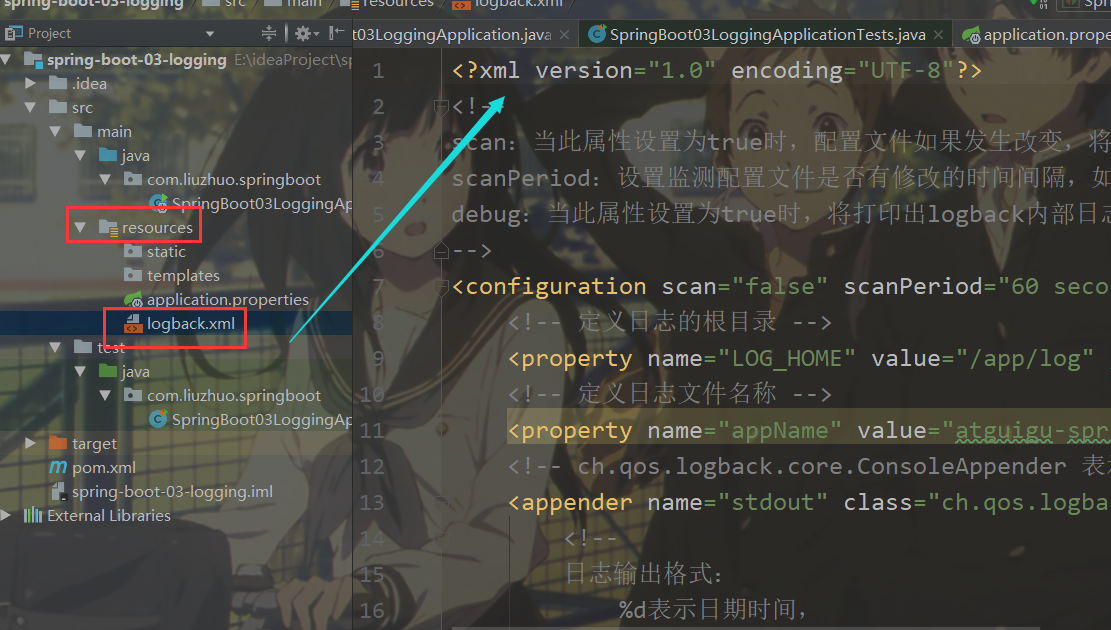 spring-boot-03-logging src main resources logback.xml
Project
t03LoggingApplication.java
SpringBoot03LoggingApplicationTests.java
application.prope
spring-boot-03-logging E:\ideaProject\sp
.idea
src
main
java
com.liuzhuo.springboot
SpringBoot03LoggingAp
resources
static
templates
application.properties
logback.xml
test
java
com.liuzhuo.springboot
SpringBoot03LoggingAp
target
pom.xml
spring-boot-03-logging.iml
External Libraries
1 <?xml version="1.0" encoding="UTF-8"?>
2 <!--
3 scan: 当此属性设置为true时，配置文件如果发生改变，将
4 scanPeriod: 设置监测配置文件是否有修改的时间间隔，如
5 debug: 当此属性设置为true时，将打印出logback内部日志
6 -->
7 <configuration scan="false" scanPeriod="60 seco
8 <!-- 定义日志的根目录 -->
9 <property name="LOG_HOME" value="/app/log"
10 <!-- 定义日志文件名称 -->
11 <property name="appName" value="atguigu-spr
12 <!-- ch.qos.logback.core.ConsoleAppender 表示
13 <appender name="stdout" class="ch.qos.logba
14 <!--
15 日志输出格式：
16 %d表示日期时间，